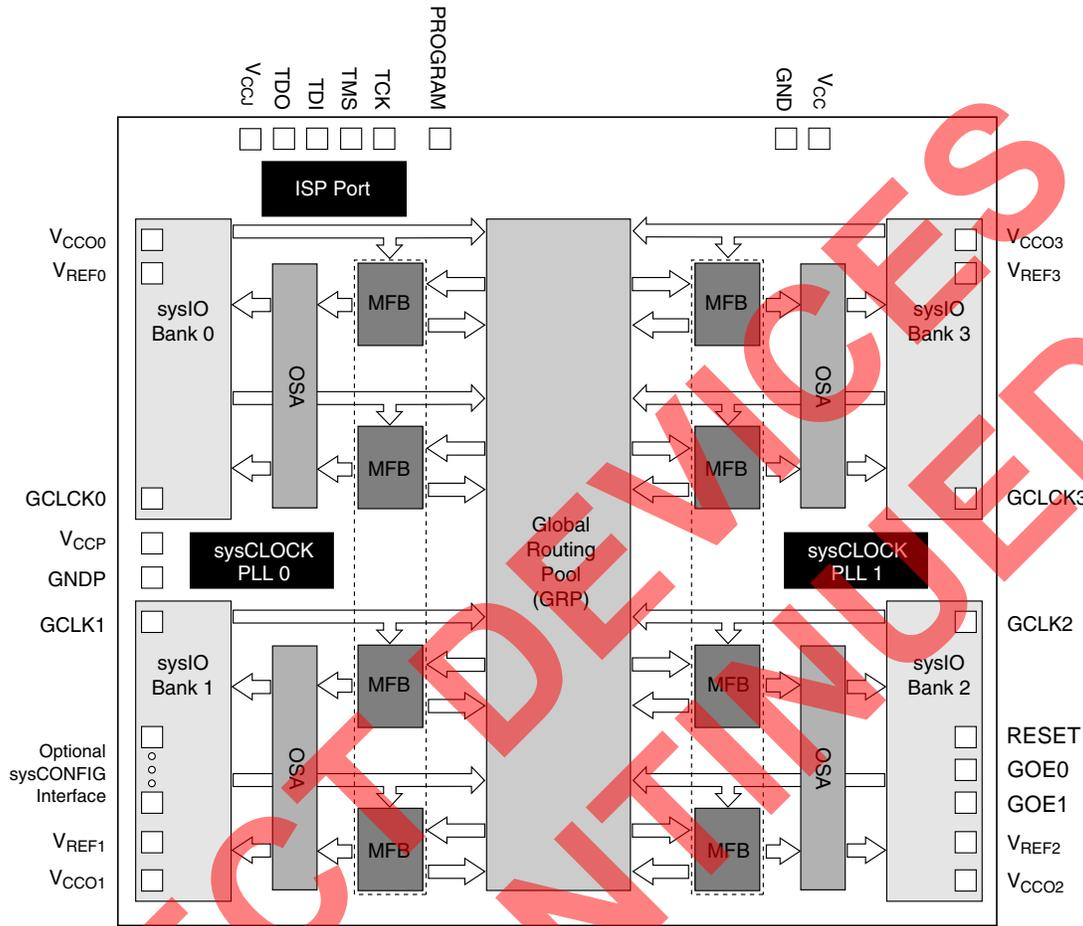 VCCJ
TDO
TDI
TMS
TCK
PROGRAM
GND
VCC
ISP Port
VCCO0
VREF0
sysIO
Bank 0
MFB
OSA
MFB
GCLCK0
VCCP
GNDP
sysCLOCK
PLL 0
GCLK1
sysIO
Bank 1
MFB
OSA
MFB
Optional
sysCONFIG
Interface
VREF1
VCCO1
Global
Routing
Pool
(GRP)
VCCO3
VREF3
sysIO
Bank 3
MFB
OSA
MFB
GCLCK3
sysCLOCK
PLL 1
GCLK2
sysIO
Bank 2
MFB
OSA
MFB
RESET
GOE0
GOE1
VREF2
VCCO2
CT DEVICES
NTINUED